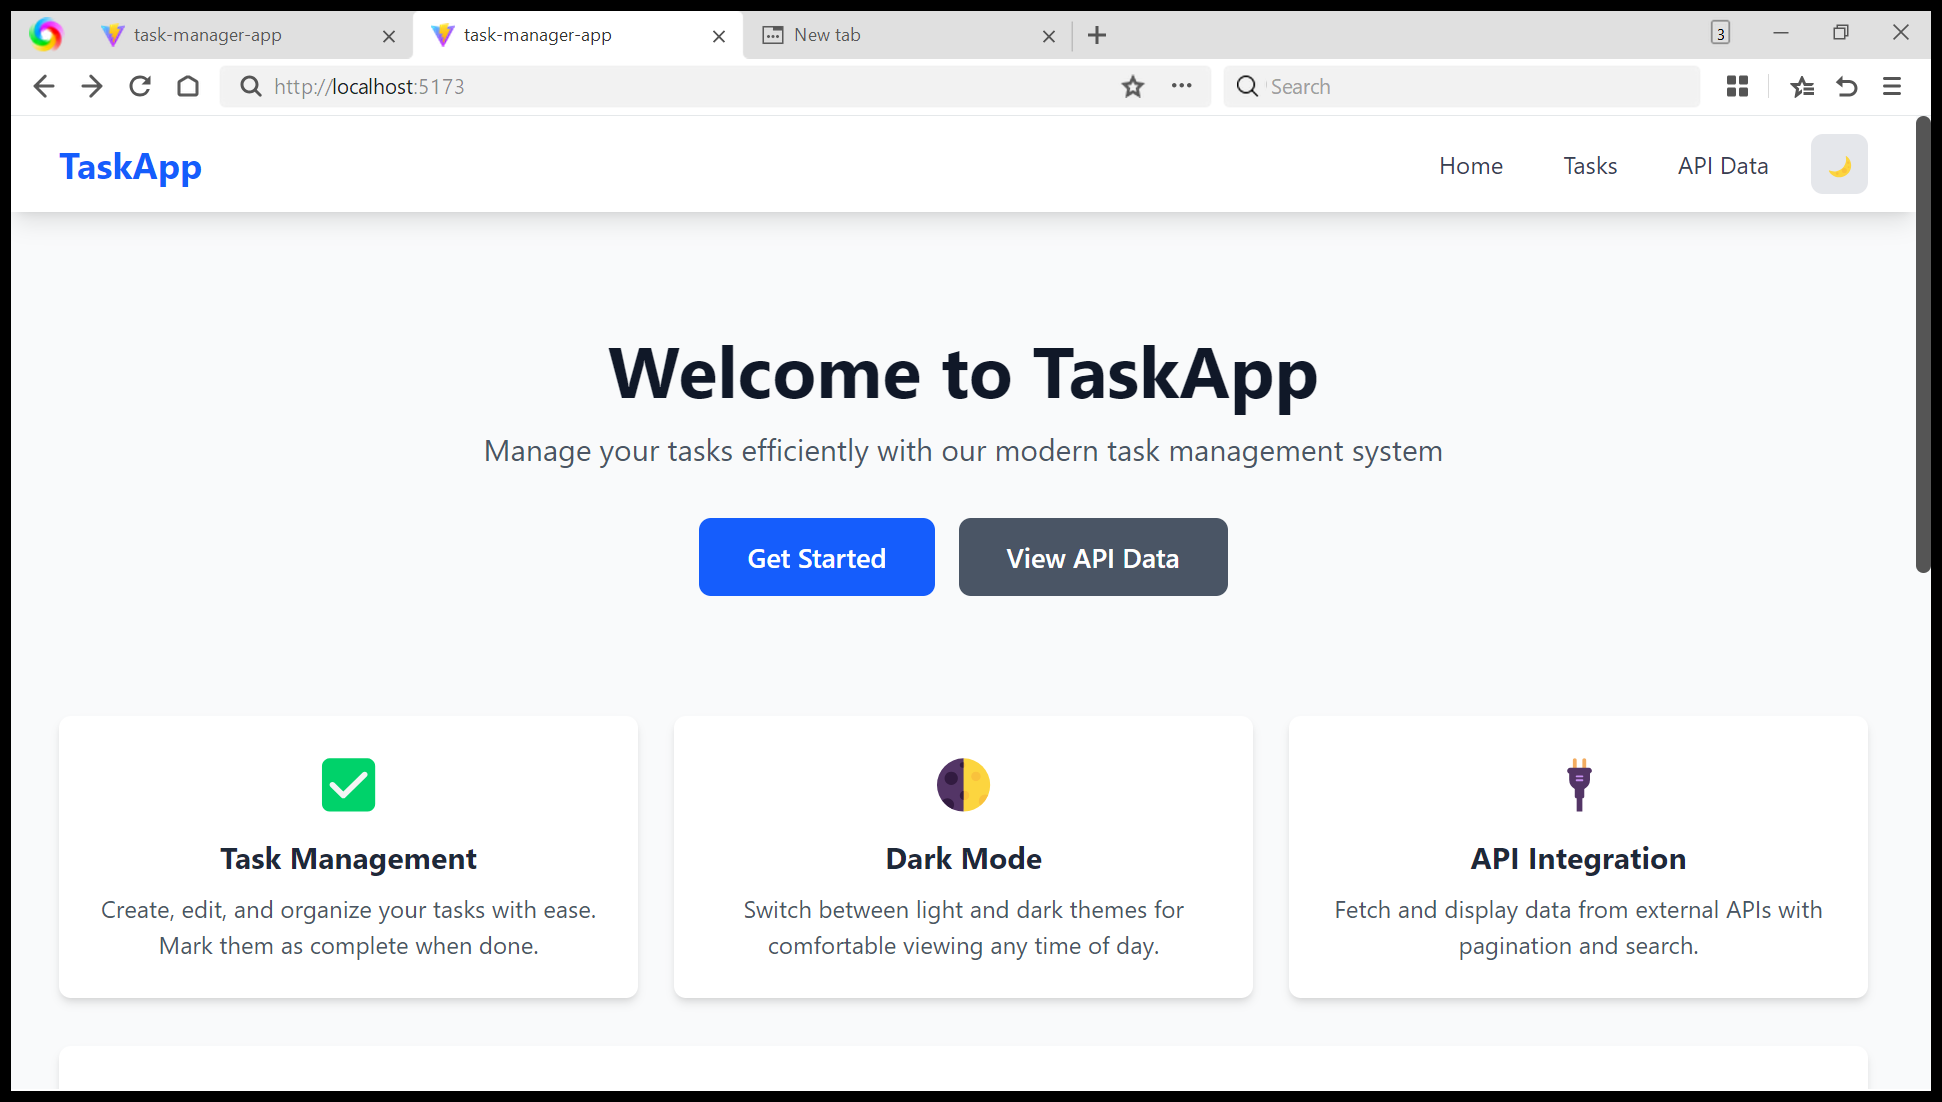 task-manager-app
task-manager-app
New tab
3
http://localhost:5173
Search
TaskApp
Home
Tasks
API Data
Welcome to TaskApp
Manage your tasks efficiently with our modern task management system
Get Started
View API Data
Task Management
Create, edit, and organize your tasks with ease.
Mark them as complete when done.
Dark Mode
Switch between light and dark themes for
comfortable viewing any time of day.
API Integration
Fetch and display data from external APIs with
pagination and search.